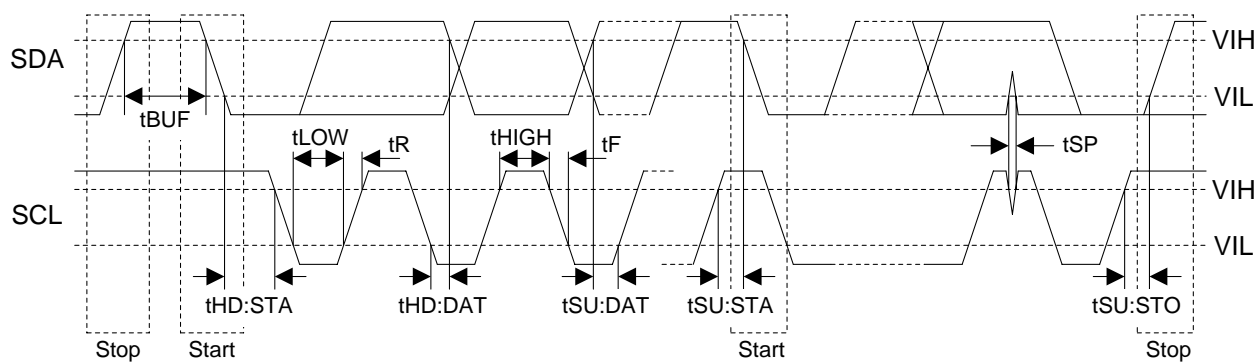 SDA
VIH
VIL
tBUF
tLOW
tR
tHIGH
tF
tSP
SCL
VIH
VIL
tHD:STA
tHD:DAT
tSU:DAT
tSU:STA
tSU:STO
Stop
Start
Start
Stop